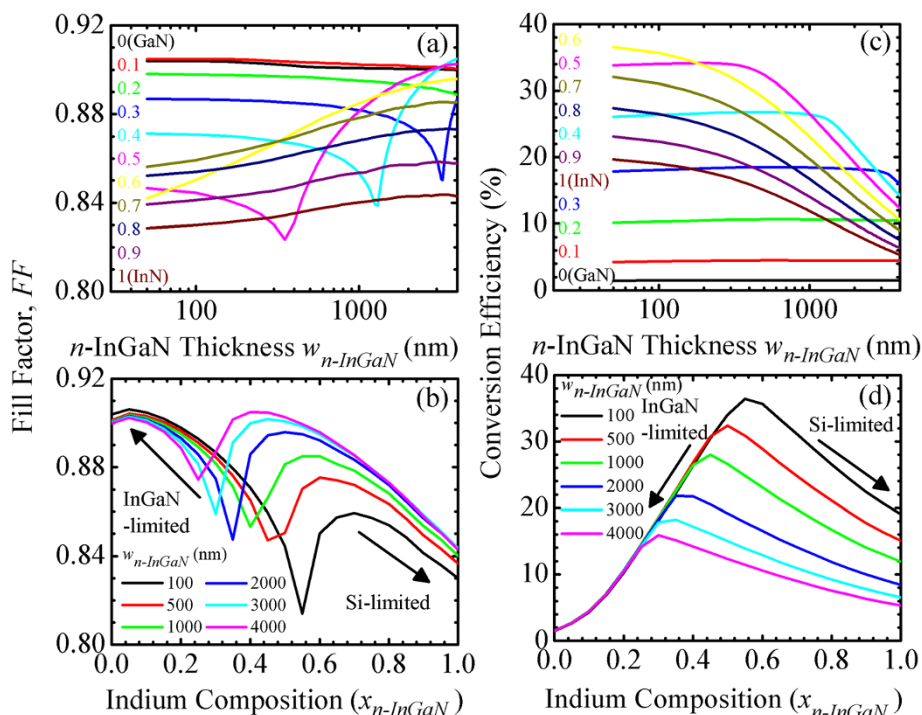 Fill Factor, FF
0.92
0.88
0.84
0.80
(a)
0(GaN)
0.1
0.2
0.3
0.4
0.5
0.6
0.7
0.8
0.9
1(InN)
100
1000
n-InGaN Thickness w_n-InGaN (nm)
0.92
0.88
0.84
0.80
(b)
InGaN
-limited
w_n-InGaN (nm)
100 2000
500 3000
1000 4000
Si-limited
0.0 0.2 0.4 0.6 0.8 1.0
Indium Composition (x_n-InGaN)
Conversion Efficiency (%)
40
30
20
10
0
(c)
0.6
0.5
0.7
0.8
0.4
0.9
1(InN)
0.3
0.2
0.1
0(GaN)
100
1000
n-InGaN Thickness w_n-InGaN (nm)
40
30
20
10
0
(d)
w_n-InGaN (nm)
100
500
1000
2000
3000
4000
InGaN
-limited
Si-limited
0.0 0.2 0.4 0.6 0.8 1.0
Indium Composition (x_n-InGaN)